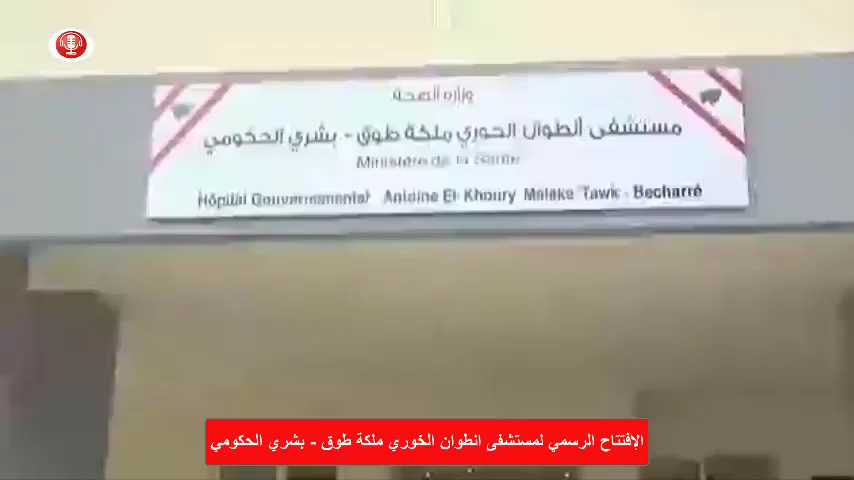 وزارة الصحة
مستشفى انطوان الخوري ملكة طوق - بشري الحكومي
Ministère de la Santé
Hôpital Gouvernemental Antoine El Khoury Malake Tawk - Becharré
الإفتتاح الرسمي لمستشفى انطوان الخوري ملكة طوق - بشري الحكومي